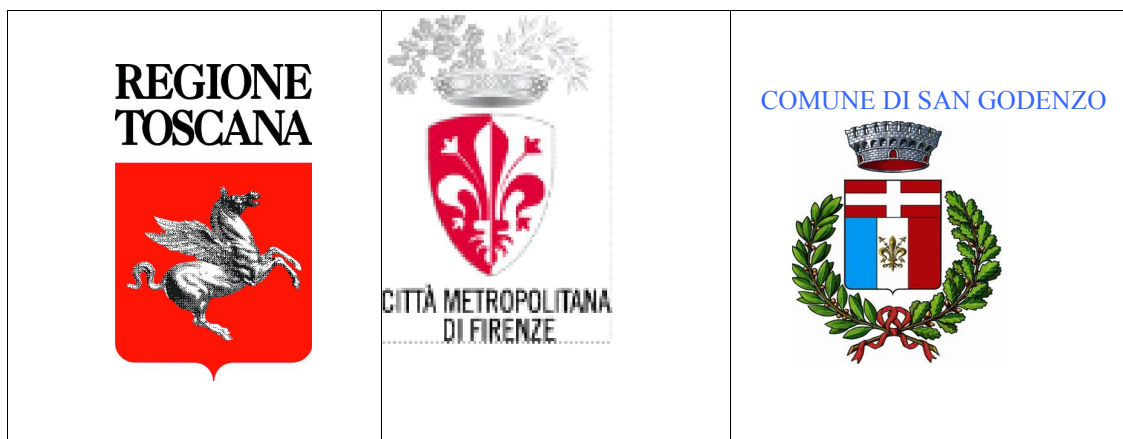 REGIONE
TOSCANA
CITTÀ METROPOLITANA
DI FIRENZE
COMUNE DI SAN GODENZO